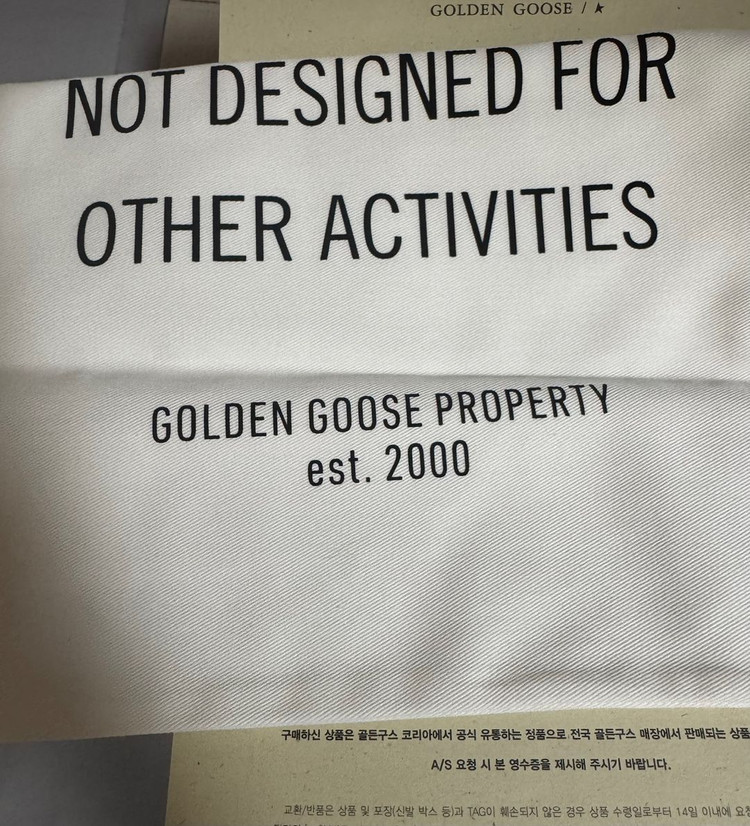 GOLDEN GOOSE / ★
NOT DESIGNED FOR
OTHER ACTIVITIES
GOLDEN GOOSE PROPERTY
est. 2000
구매하신 상품은 골든구스 코리아에서 공식 유통하는 정품으로 전국 골든구스 매장에서 판매되는 상품
A/S 요청 시 본 영수증을 제시해 주시기 바랍니다.
교환/반품은 상품 및 포장(신발 박스 등)과 TAG이 훼손되지 않은 경우 상품 수령일로부터 14일 이내에